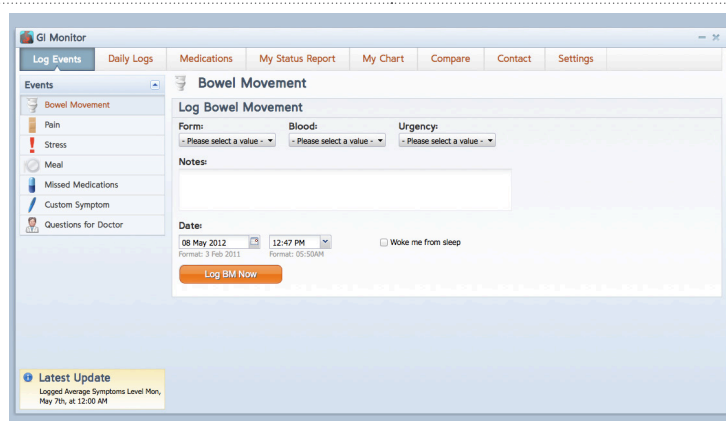 GI Monitor
Log Events Daily Logs Medications My Status Report My Chart Compare Contact Settings
Events
Bowel Movement
Pain
Stress
Meal
Missed Medications
Custom Symptom
Questions for Doctor
Bowel Movement
Log Bowel Movement
Form: Blood: Urgency:
- Please select a value - - Please select a value - - Please select a value -
Notes:
Date:
08 May 2012 12:47 PM Woke me from sleep
Format: 3 Feb 2011 Format: 05:50AM
Log BM Now
Latest Update
Logged Average Symptoms Level Mon,
May 7th, at 12:00 AM